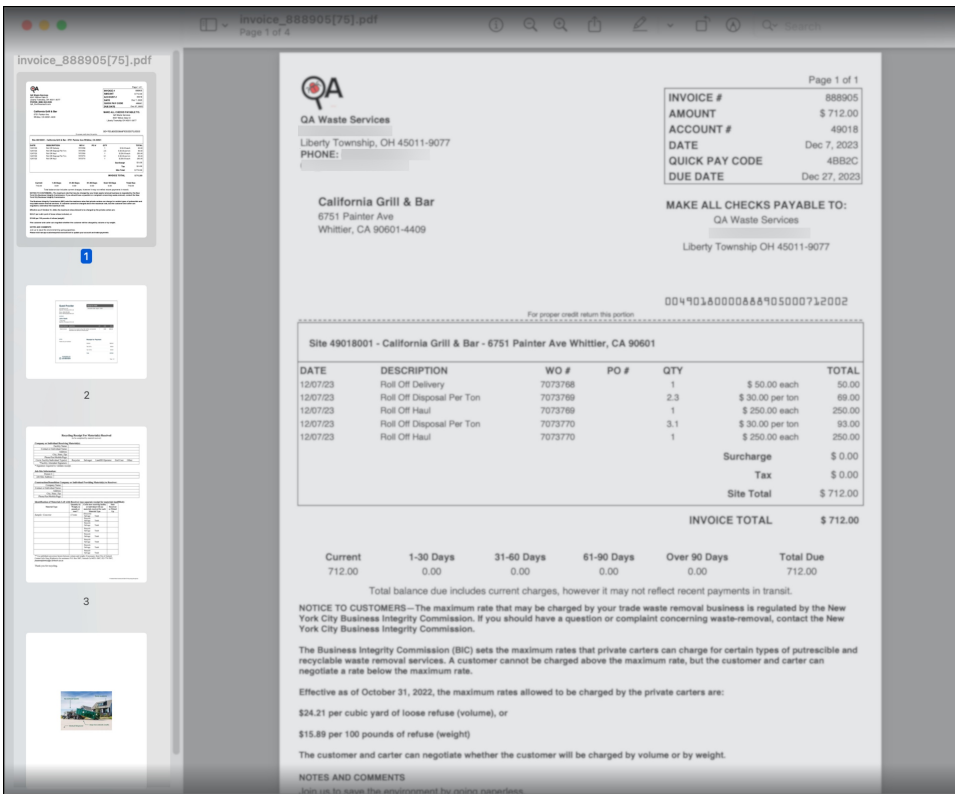 invoice_888905[75].pdf
Page 1 of 4
Search
invoice_888905[75].pdf
1
2
3
QA
QA Waste Services
Liberty Township, OH 45011-9077
PHONE:
California Grill & Bar
6751 Painter Ave
Whittier, CA 90601-4409
Page 1 of 1
INVOICE # 888905
AMOUNT $ 712.00
ACCOUNT # 49018
DATE Dec 7, 2023
QUICK PAY CODE 4BB2C
DUE DATE Dec 27, 2023
MAKE ALL CHECKS PAYABLE TO:
QA Waste Services
Liberty Township OH 45011-9077
00490180000888905000712002
For proper credit return this portion
Site 49018001 - California Grill & Bar - 6751 Painter Ave Whittier, CA 90601
DATE DESCRIPTION WO # PO # QTY TOTAL
12/07/23 Roll Off Delivery 7073768 1 $ 50.00 each 50.00
12/07/23 Roll Off Disposal Per Ton 7073769 2.3 $ 30.00 per ton 69.00
12/07/23 Roll Off Haul 7073769 1 $ 250.00 each 250.00
12/07/23 Roll Off Disposal Per Ton 7073770 3.1 $ 30.00 per ton 93.00
12/07/23 Roll Off Haul 7073770 1 $ 250.00 each 250.00
Surcharge $ 0.00
Tax $ 0.00
Site Total $ 712.00
INVOICE TOTAL $ 712.00
Current 1-30 Days 31-60 Days 61-90 Days Over 90 Days Total Due
712.00 0.00 0.00 0.00 0.00 712.00
Total balance due includes current charges, however it may not reflect recent payments in transit.
NOTICE TO CUSTOMERS—The maximum rate that may be charged by your trade waste removal business is regulated by the New
York City Business Integrity Commission. If you should have a question or complaint concerning waste-removal, contact the New
York City Business Integrity Commission.
The Business Integrity Commission (BIC) sets the maximum rates that private carters can charge for certain types of putrescible and
recyclable waste removal services. A customer cannot be charged above the maximum rate, but the customer and carter can
negotiate a rate below the maximum rate.
Effective as of October 31, 2022, the maximum rates allowed to be charged by the private carters are:
$24.21 per cubic yard of loose refuse (volume), or
$15.89 per 100 pounds of refuse (weight)
The customer and carter can negotiate whether the customer will be charged by volume or by weight.
NOTES AND COMMENTS
Join us to save the environment by going paperless.